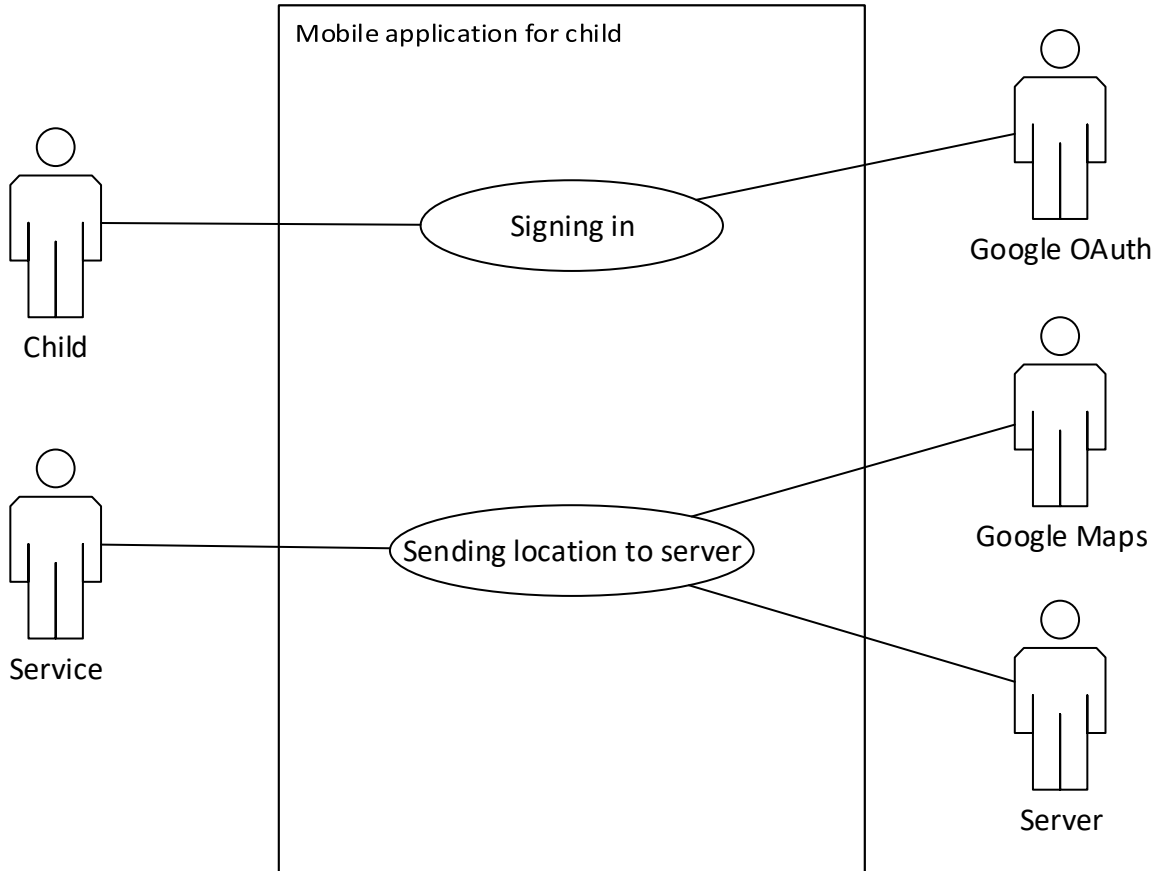 Mobile application for child
Signing in
Google OAuth
Child
Google Maps
Sending location to server
Service
Server